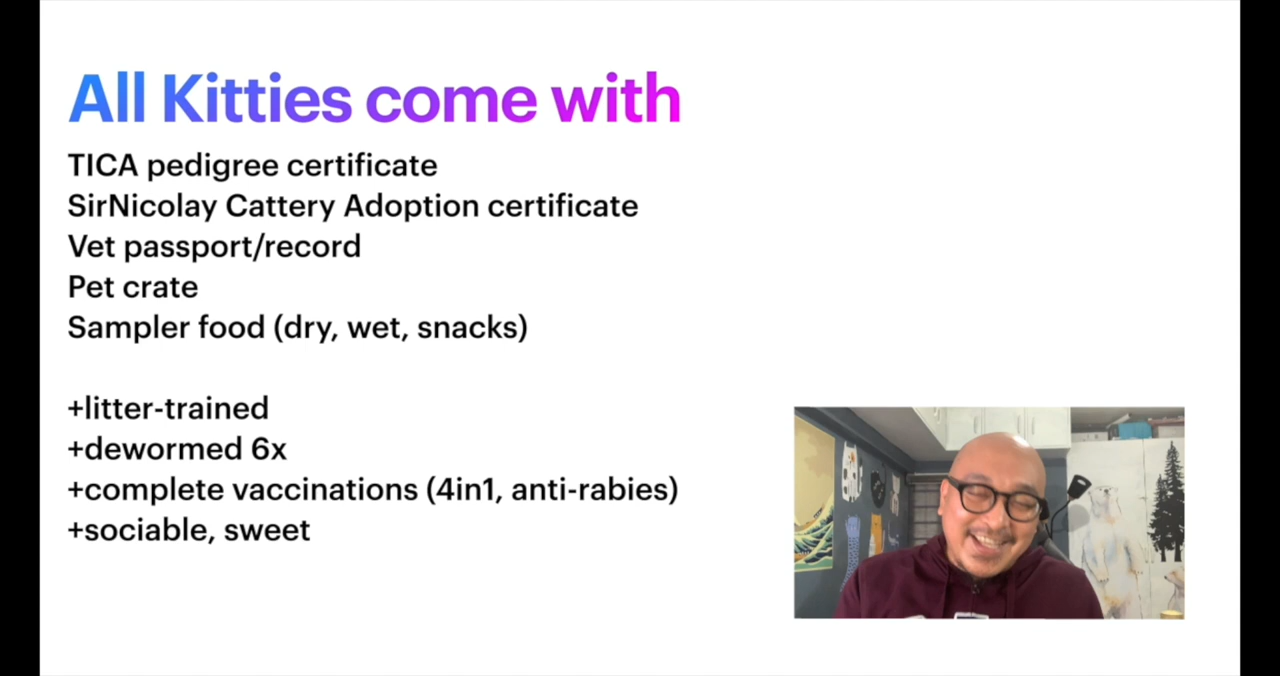 All Kitties come with
TICA pedigree certificate
SirNicolay Cattery Adoption certificate
Vet passport/record
Pet crate
Sampler food (dry, wet, snacks)
+litter-trained
+dewormed 6x
+complete vaccinations (4in1, anti-rabies)
+sociable, sweet